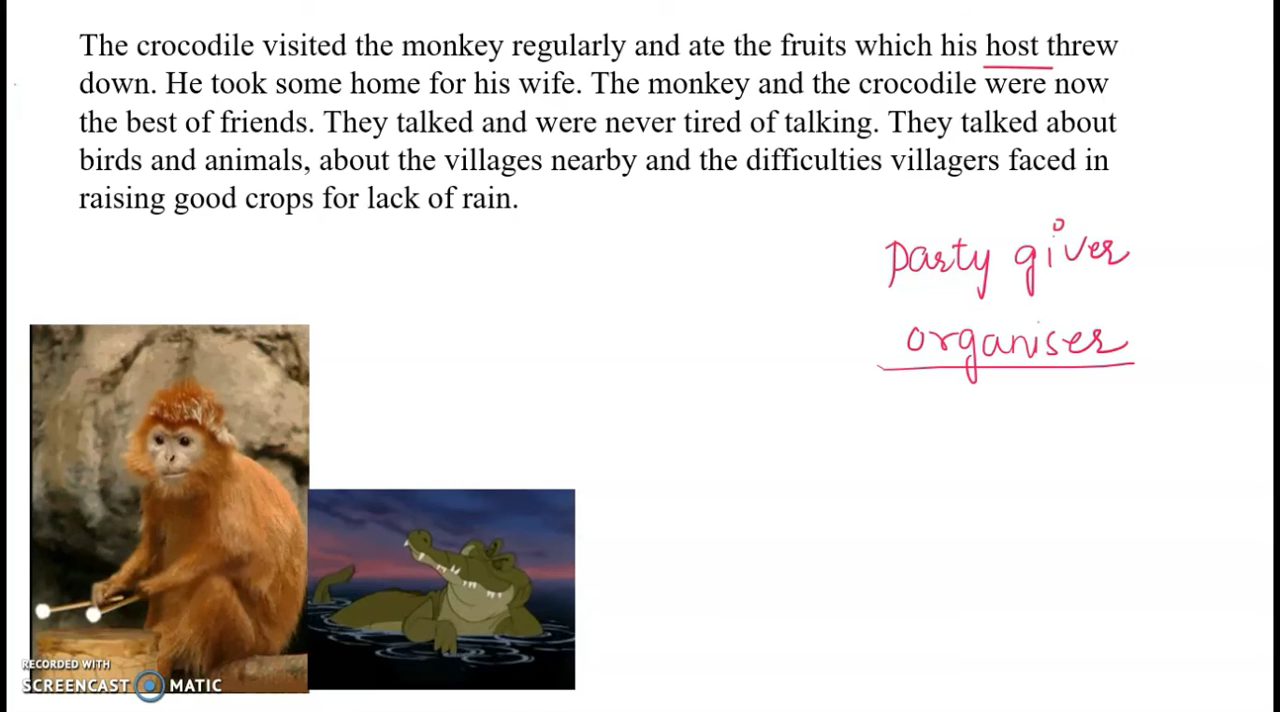 The crocodile visited the monkey regularly and ate the fruits which his host threw
down. He took some home for his wife. The monkey and the crocodile were now
the best of friends. They talked and were never tired of talking. They talked about
birds and animals, about the villages nearby and the difficulties villagers faced in
raising good crops for lack of rain.
party giver
organiser
RECORDED WITH
SCREENCAST MATIC